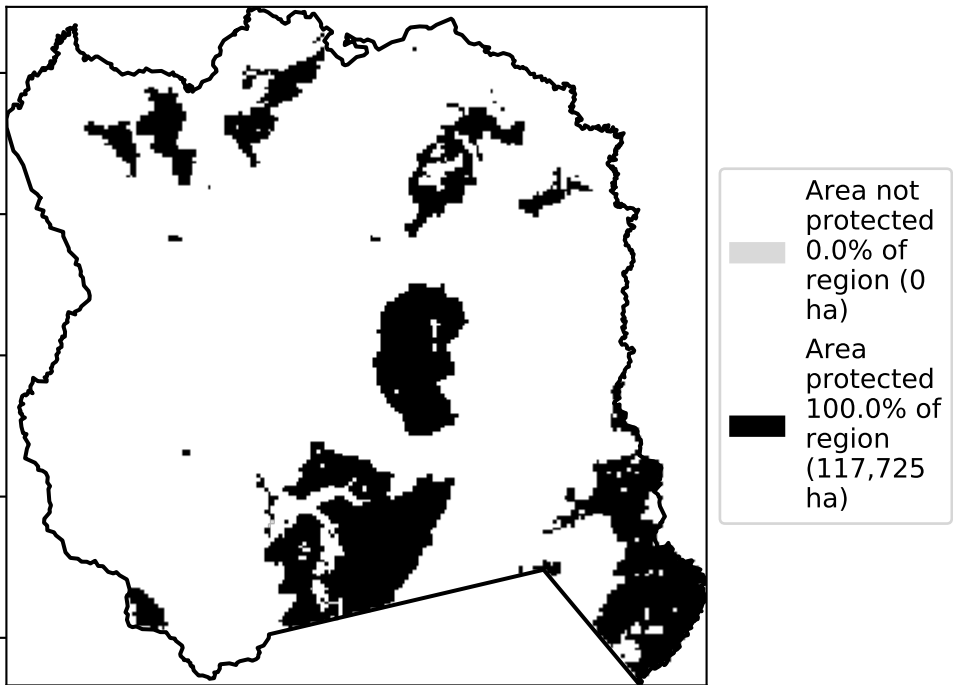 Area not
protected
0.0% of
region (0
ha)
Area
protected
100.0% of
region
(117,725
ha)